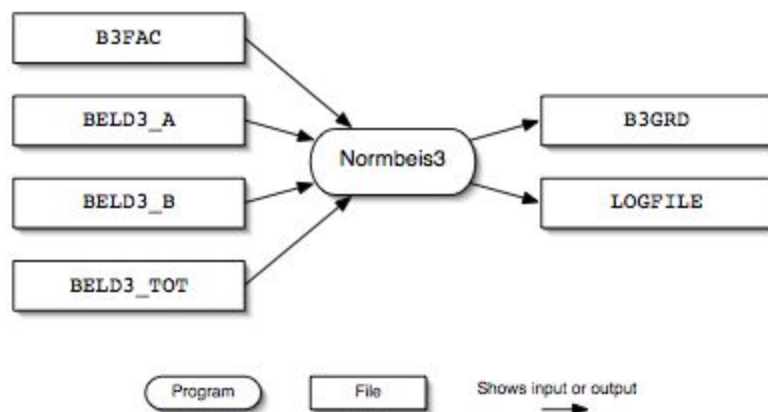 B3FAC
BELD3_A
BELD3_B
BELD3_TOT
Normbeis3
B3GRD
LOGFILE
Program
File
Shows input or output